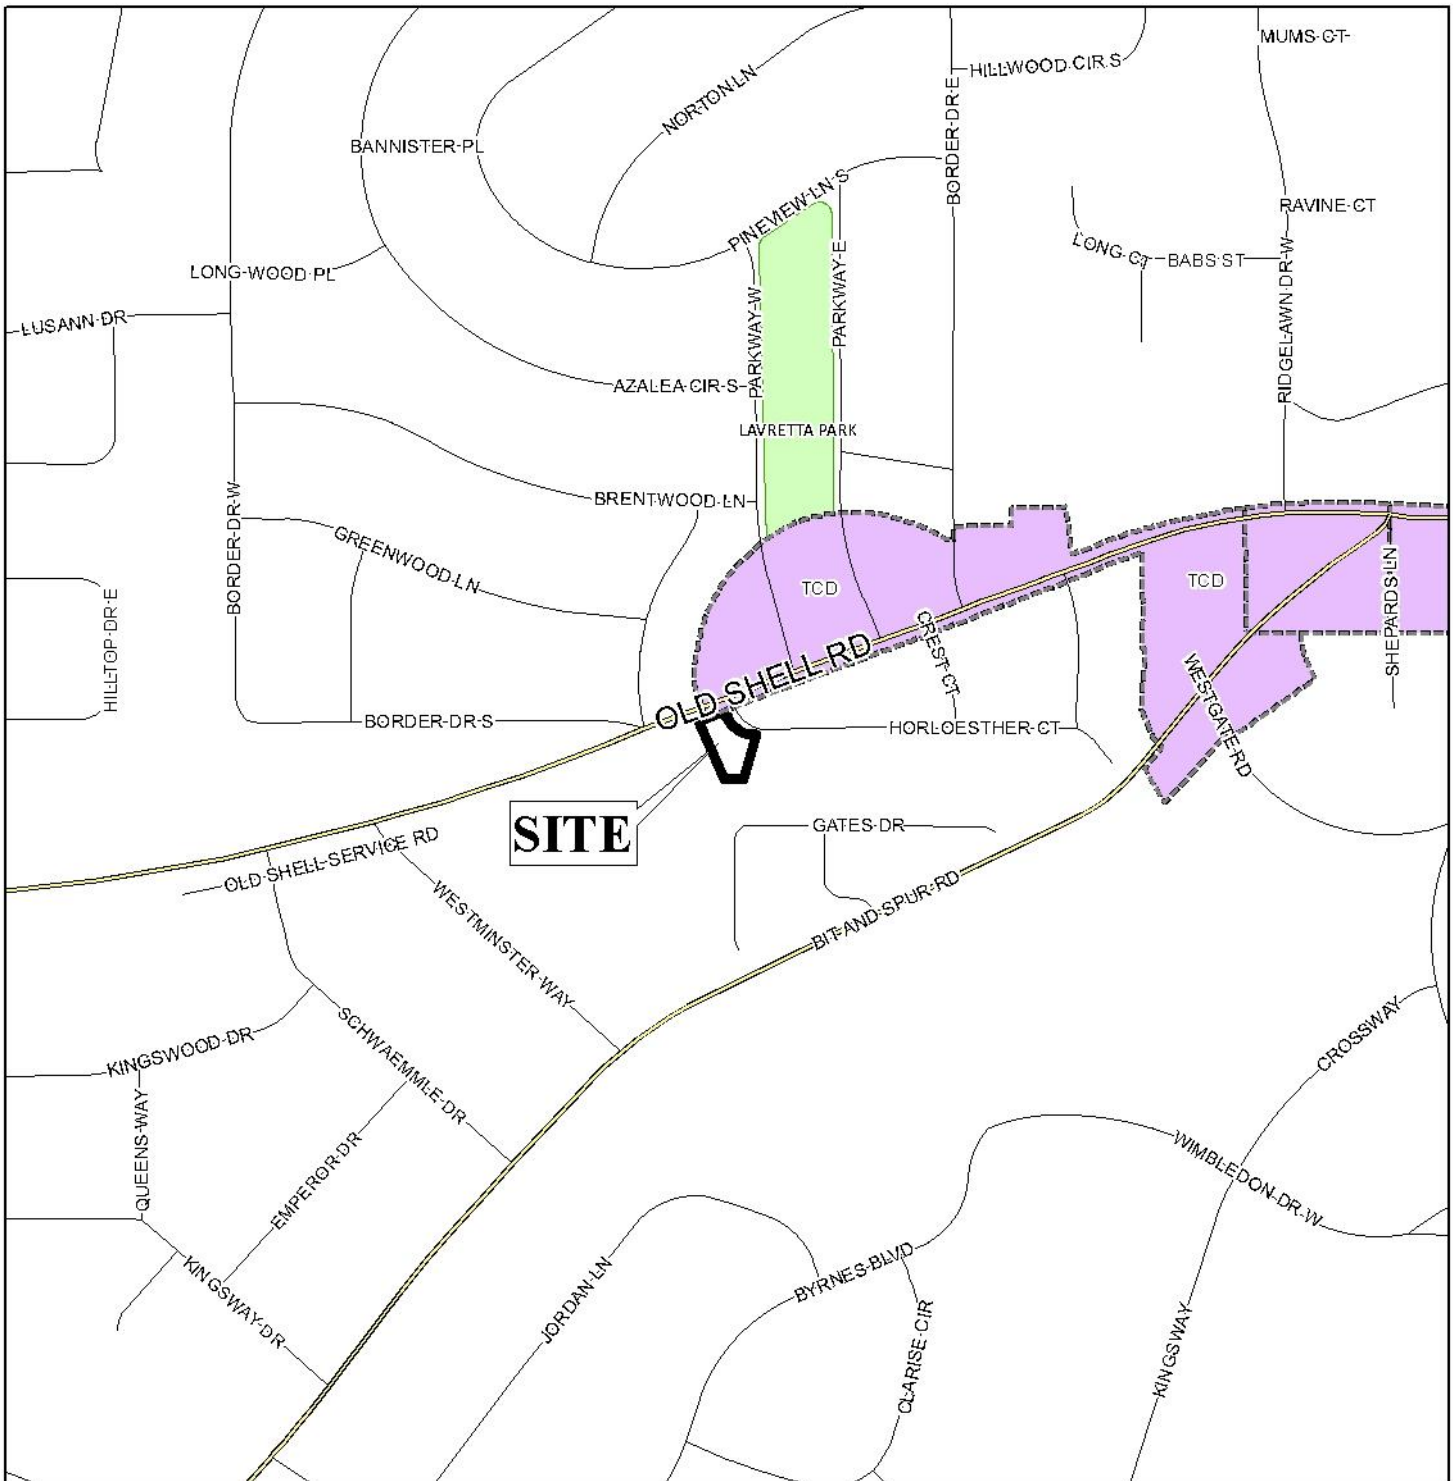 MUMS CT
HILLWOOD CIR S
NORTON LN
BORDER DR E
BANNISTER PL
PINEVIEW LN S
RAVINE CT
LONG CT
BABS ST
LONG WOOD PL
PARKWAY W
PARKWAY E
RIDGELAWN DR W
LUSANN DR
AZALEA CIR S
LAVRETTA PARK
BRENTWOOD LN
BORDER DR W
GREENWOOD LN
HILLTOP DR E
TCD
TCD
SHEPARDS LN
CREST CT
OLD SHELL RD
WESTGATE RD
BORDER DR S
HORLOESTHER CT
SITE
GATES DR
OLD SHELL SERVICE RD
WESTMINSTER WAY
BIT AND SPUR RD
KINGSWOOD DR
SCHWAEMMLE DR
CROSSWAY
QUEENS WAY
EMPEROR DR
WIMBLEDON DR W
KINGSWAY DR
JORDAN LN
BYRNES BLVD
CLARISE CIR
KINGSWAY